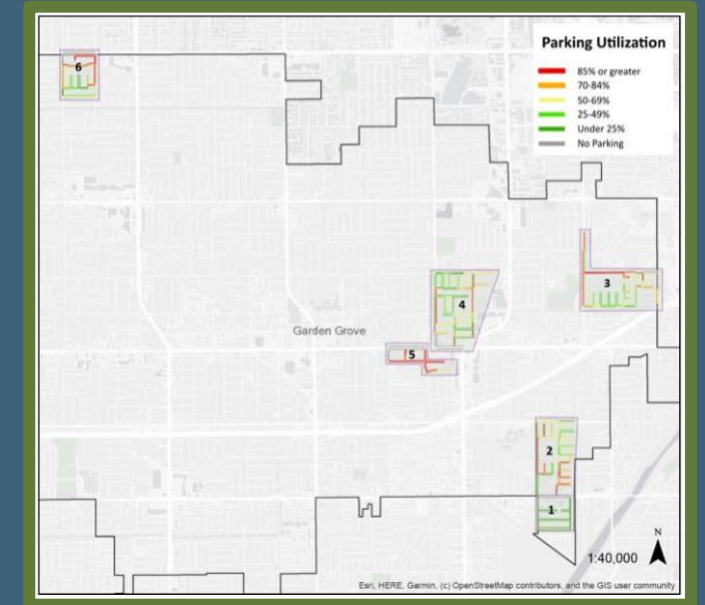 Parking Utilization
85% or greater
70-84%
50-69%
25-49%
Under 25%
No Parking
6
3
4
Garden Grove
5
2
1
N
1:40,000
Esri, HERE, Garmin, (c) OpenStreetMap contributors, and the GIS user community